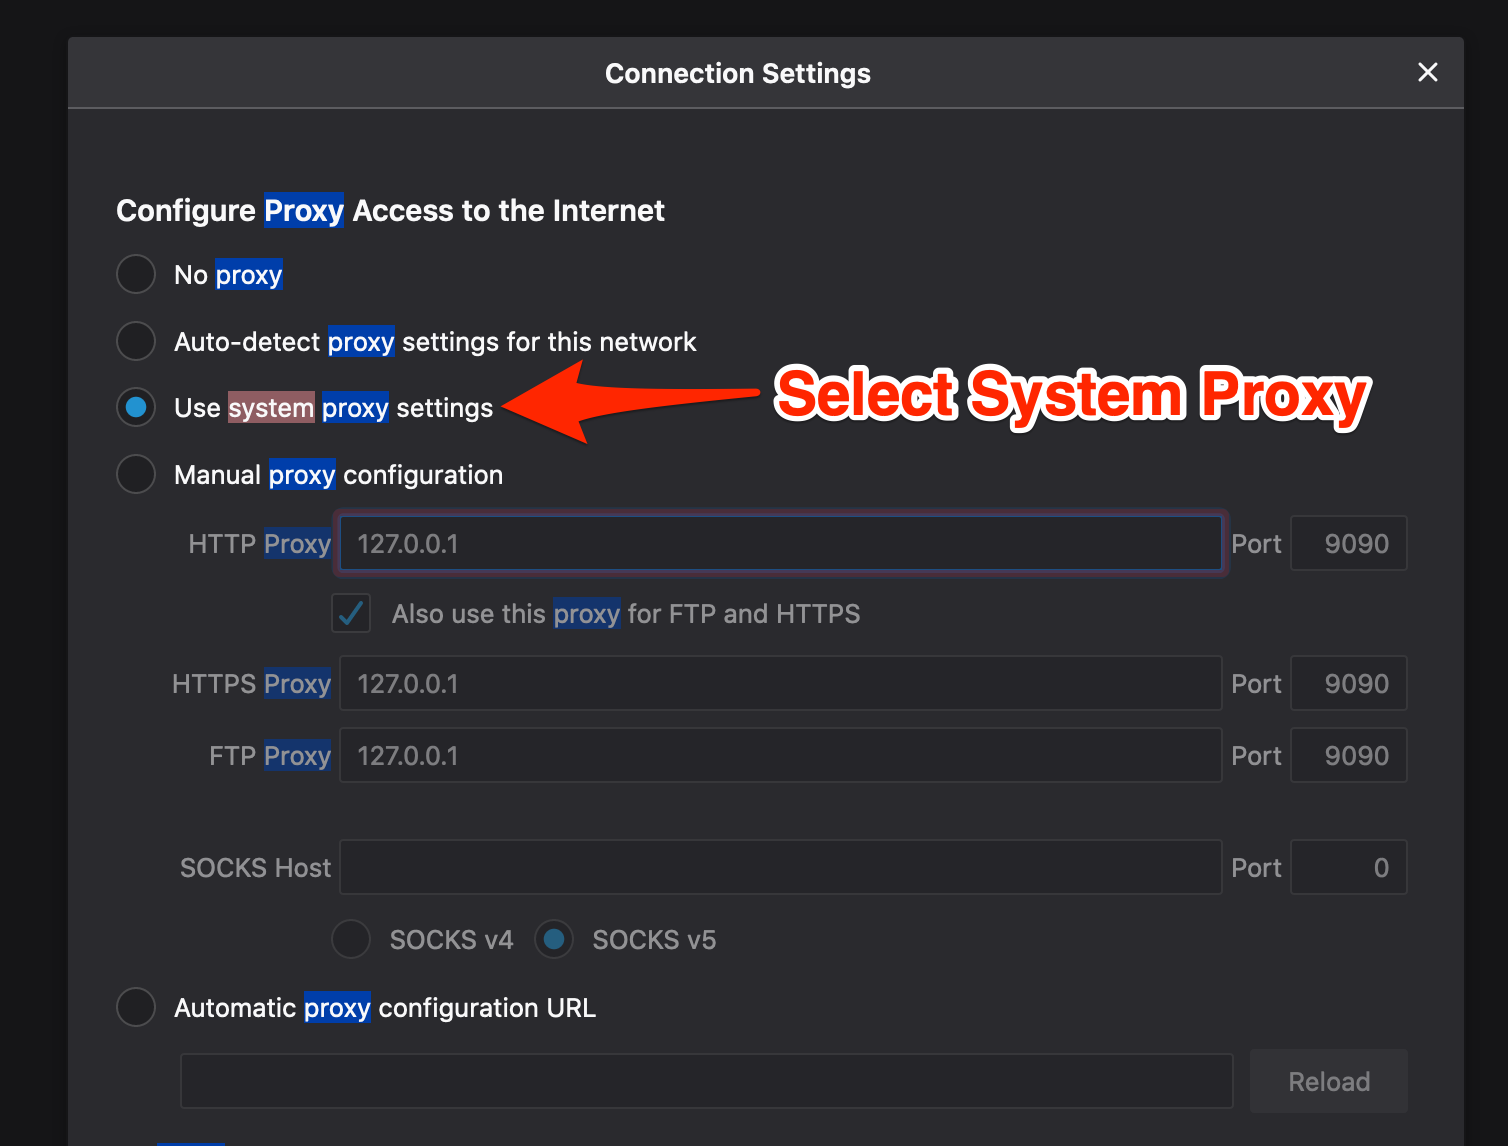 Connection Settings
Configure Proxy Access to the Internet
No proxy
Auto-detect proxy settings for this network
Use system proxy settings
Select System Proxy
Manual proxy configuration
HTTP Proxy 127.0.0.1 Port 9090
Also use this proxy for FTP and HTTPS
HTTPS Proxy 127.0.0.1 Port 9090
FTP Proxy 127.0.0.1 Port 9090
SOCKS Host Port 0
SOCKS v4 SOCKS v5
Automatic proxy configuration URL
Reload